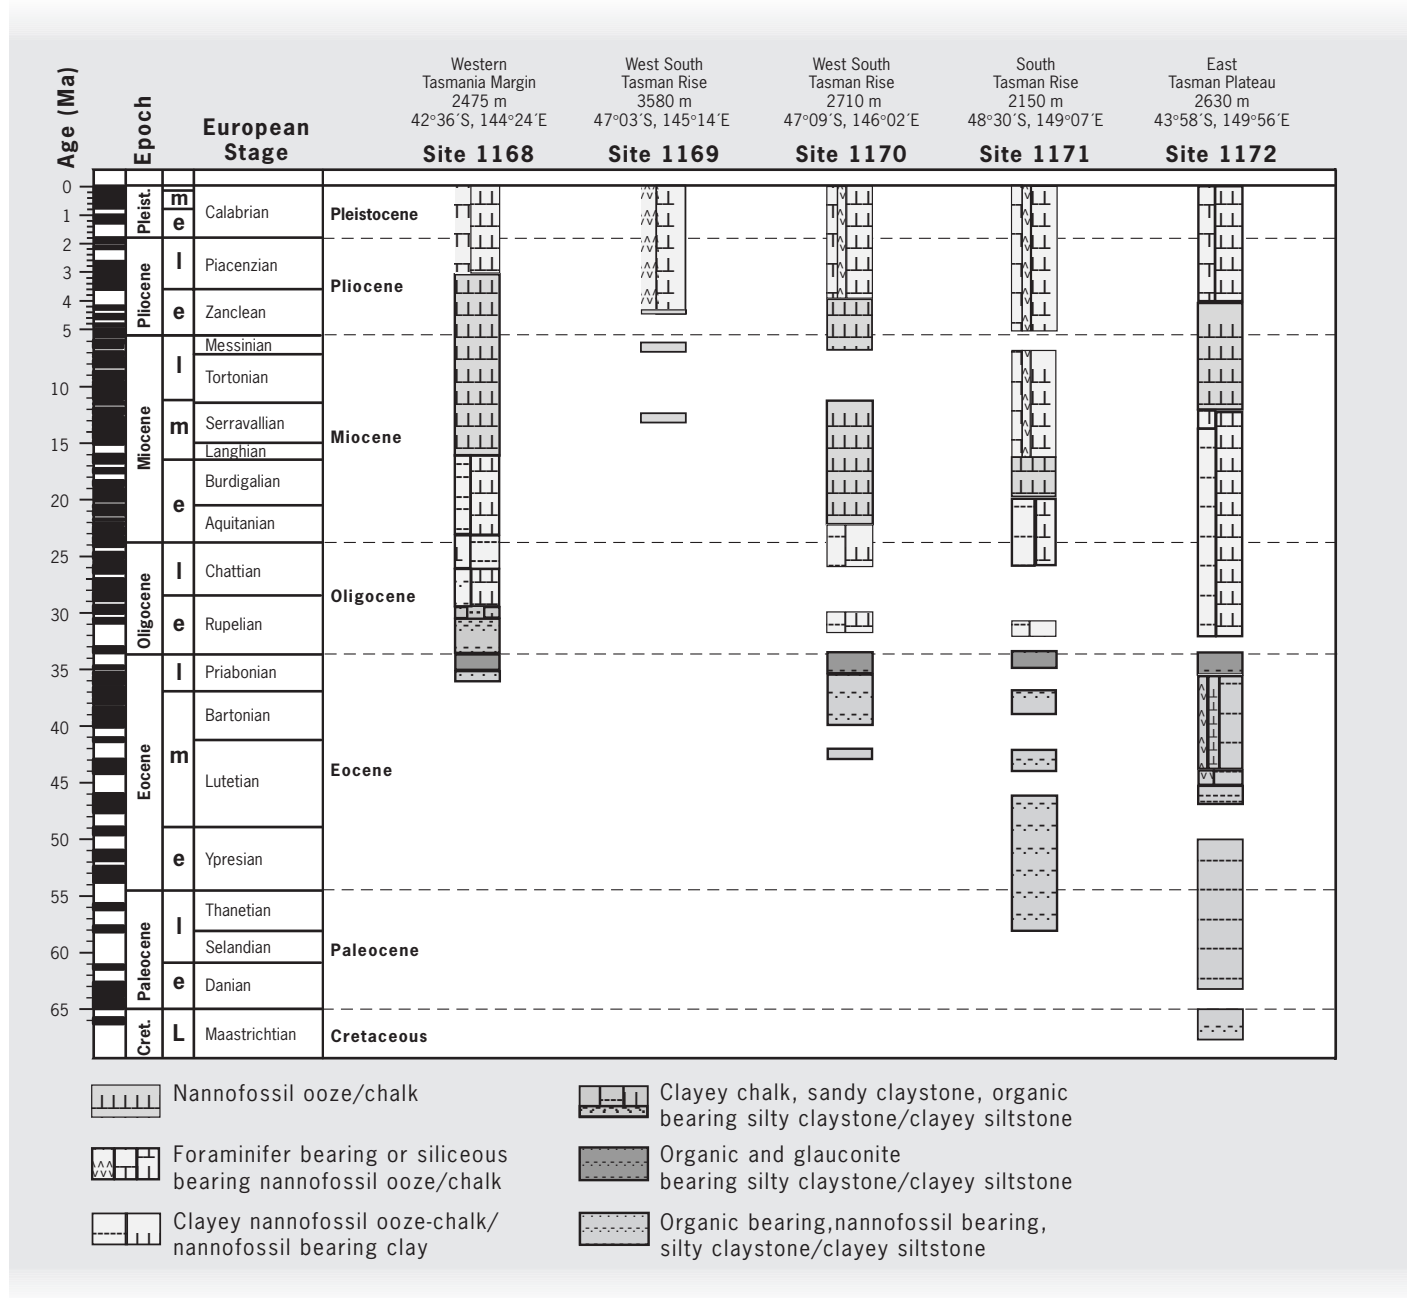 Age (Ma)
Epoch
European
Stage
Western
Tasmania Margin
2475 m
42°36´S, 144°24´E
Site 1168
West South
Tasman Rise
3580 m
47°03´S, 145°14´E
Site 1169
West South
Tasman Rise
2710 m
47°09´S, 146°02´E
Site 1170
South
Tasman Rise
2150 m
48°30´S, 149°07´E
Site 1171
East
Tasman Plateau
2630 m
43°58´S, 149°56´E
Site 1172
0
1
2
3
4
5
10
15
20
25
30
35
40
45
50
55
60
65
Pleist.
Pliocene
Miocene
Oligocene
Eocene
Paleocene
Cret.
m
e
l
e
l
m
e
l
e
l
m
e
l
e
L
Calabrian
Piacenzian
Zanclean
Messinian
Tortonian
Serravallian
Langhian
Burdigalian
Aquitanian
Chattian
Rupelian
Priabonian
Bartonian
Lutetian
Ypresian
Thanetian
Selandian
Danian
Maastrichtian
Pleistocene
Pliocene
Miocene
Oligocene
Eocene
Paleocene
Cretaceous
Nannofossil ooze/chalk
Foraminifer bearing or siliceous
bearing nannofossil ooze/chalk
Clayey nannofossil ooze-chalk/
nannofossil bearing clay
Clayey chalk, sandy claystone, organic
bearing silty claystone/clayey siltstone
Organic and glauconite
bearing silty claystone/clayey siltstone
Organic bearing,nannofossil bearing,
silty claystone/clayey siltstone